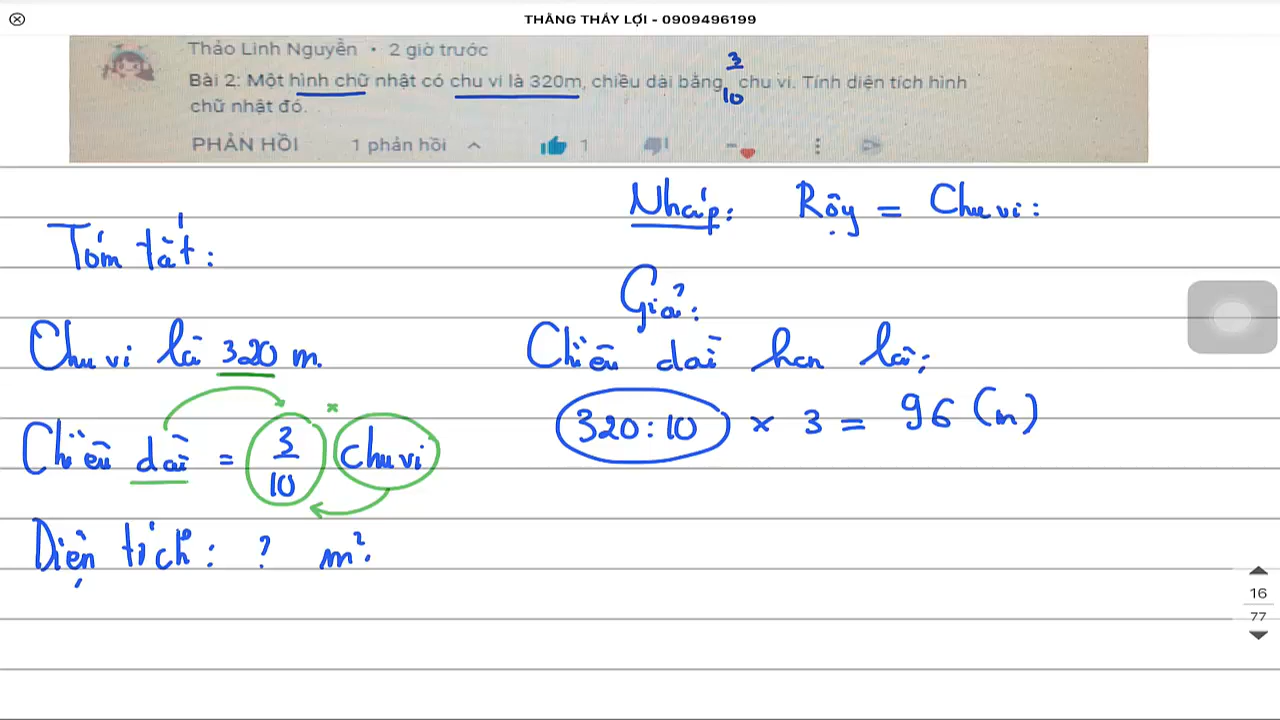 THẦNG THẦY LỢI - 0909496199
Thảo Linh Nguyễn • 2 giờ trước
Bài 2: Một hình chữ nhật có chu vi là 320m, chiều dài bằng 3/10 chu vi. Tính diện tích hình
chữ nhật đó.
PHẢN HỒI 1 phản hồi 1
Nháp: Rộng = Chu vi:
Tóm tắt:
Giải:
Chu vi là 320 m.
Chiều dài hcn là:
320 : 10 x 3 = 96 (m)
Chiều dài = 3/10 x chu vi
Diện tích : ? m².
16
77